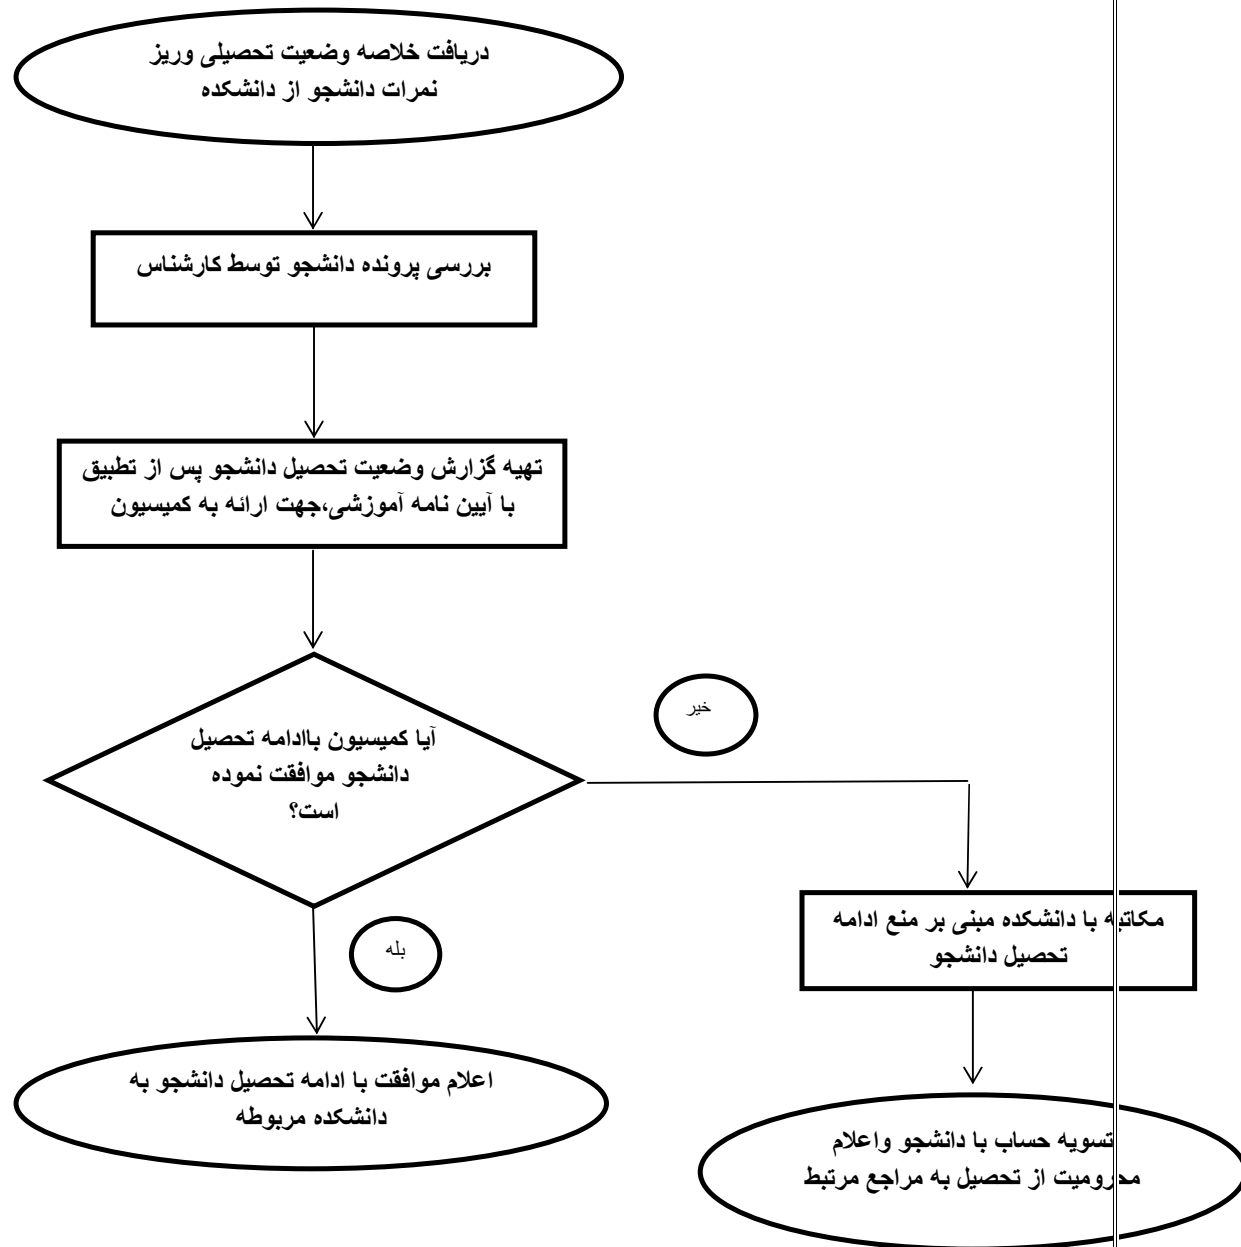 دریافت خلاصه وضعیت تحصیلی وریز
نمرات دانشجو از دانشکده
بررسی پرونده دانشجو توسط کارشناس
تهیه گزارش وضعیت تحصیل دانشجو پس از تطبیق
با آیین نامه آموزشی،جهت ارائه به کمیسیون
آیا کمیسیون باادامه تحصیل
دانشجو موافقت نموده
است؟
خیر
بله
مکاتبه با دانشکده مبنی بر منع ادامه
تحصیل دانشجو
اعلام موافقت با ادامه تحصیل دانشجو به
دانشکده مربوطه
تسویه حساب با دانشجو واعلام
محرومیت از تحصیل به مراجع مرتبط